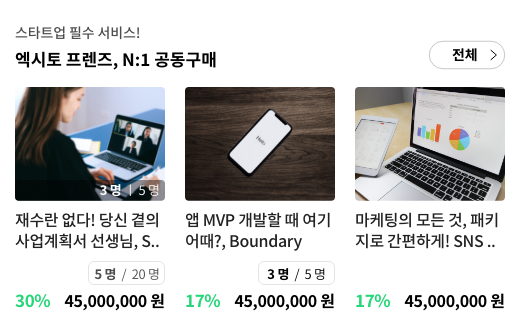 스타트업 필수 서비스!
엑시토 프렌즈, N:1 공동구매
전체
3 명 | 5 명
Hello
재수란 없다! 당신 곁의
사업계획서 선생님, S..
5 명 / 20 명
30% 45,000,000 원
앱 MVP 개발할 때 여기
어때?, Boundary
3 명 / 5 명
17% 45,000,000 원
마케팅의 모든 것, 패키
지로 간편하게! SNS ..
17% 45,000,000 원